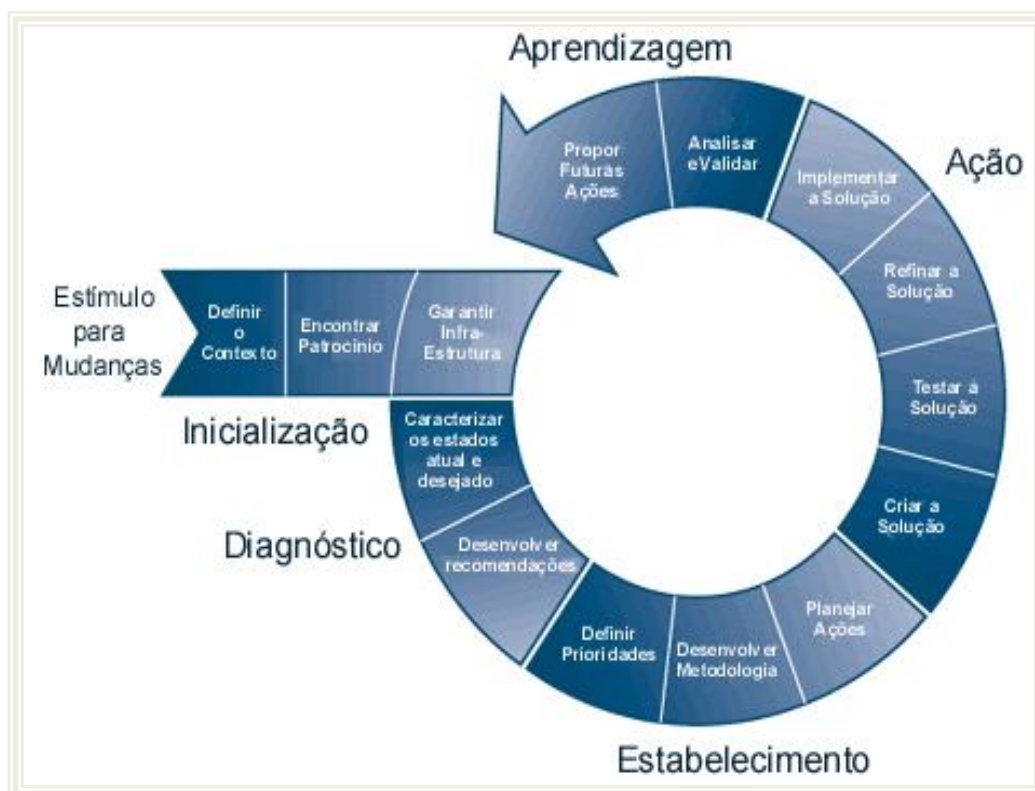 Aprendizagem
Propor
Futuras
Ações
Analisar
e Validar
Implementar
a Solução
Ação
Refinar a
Solução
Testar a
Solução
Criar a
Solução
Estímulo
para
Mudanças
Definir
o
Contexto
Encontrar
Patrocínio
Garantir
Infra-
Estrutura
Inicialização
Caracterizar
os estados
atual e
desejado
Diagnóstico
Desenvolver
recomendações
Definir
Prioridades
Desenvolver
Metodologia
Planejar
Ações
Estabelecimento